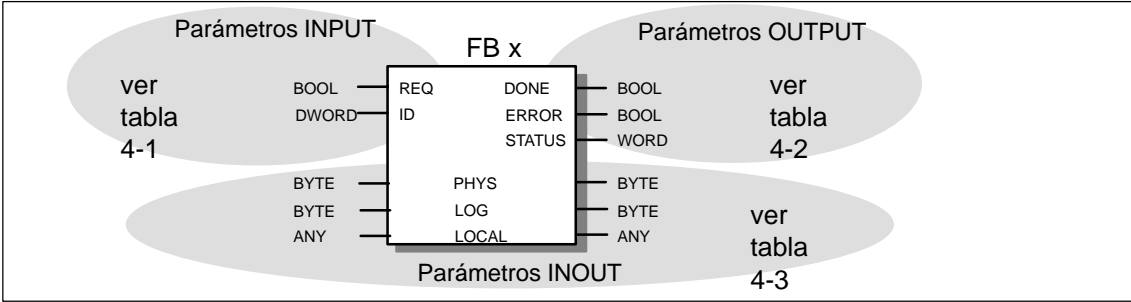 Parámetros INPUT
Parámetros OUTPUT
FB x
ver
tabla
4-1
BOOL REQ DONE BOOL
DWORD ID ERROR BOOL
STATUS WORD
ver
tabla
4-2
BYTE PHYS BYTE
BYTE LOG BYTE
ANY LOCAL ANY
ver
tabla
4-3
Parámetros INOUT